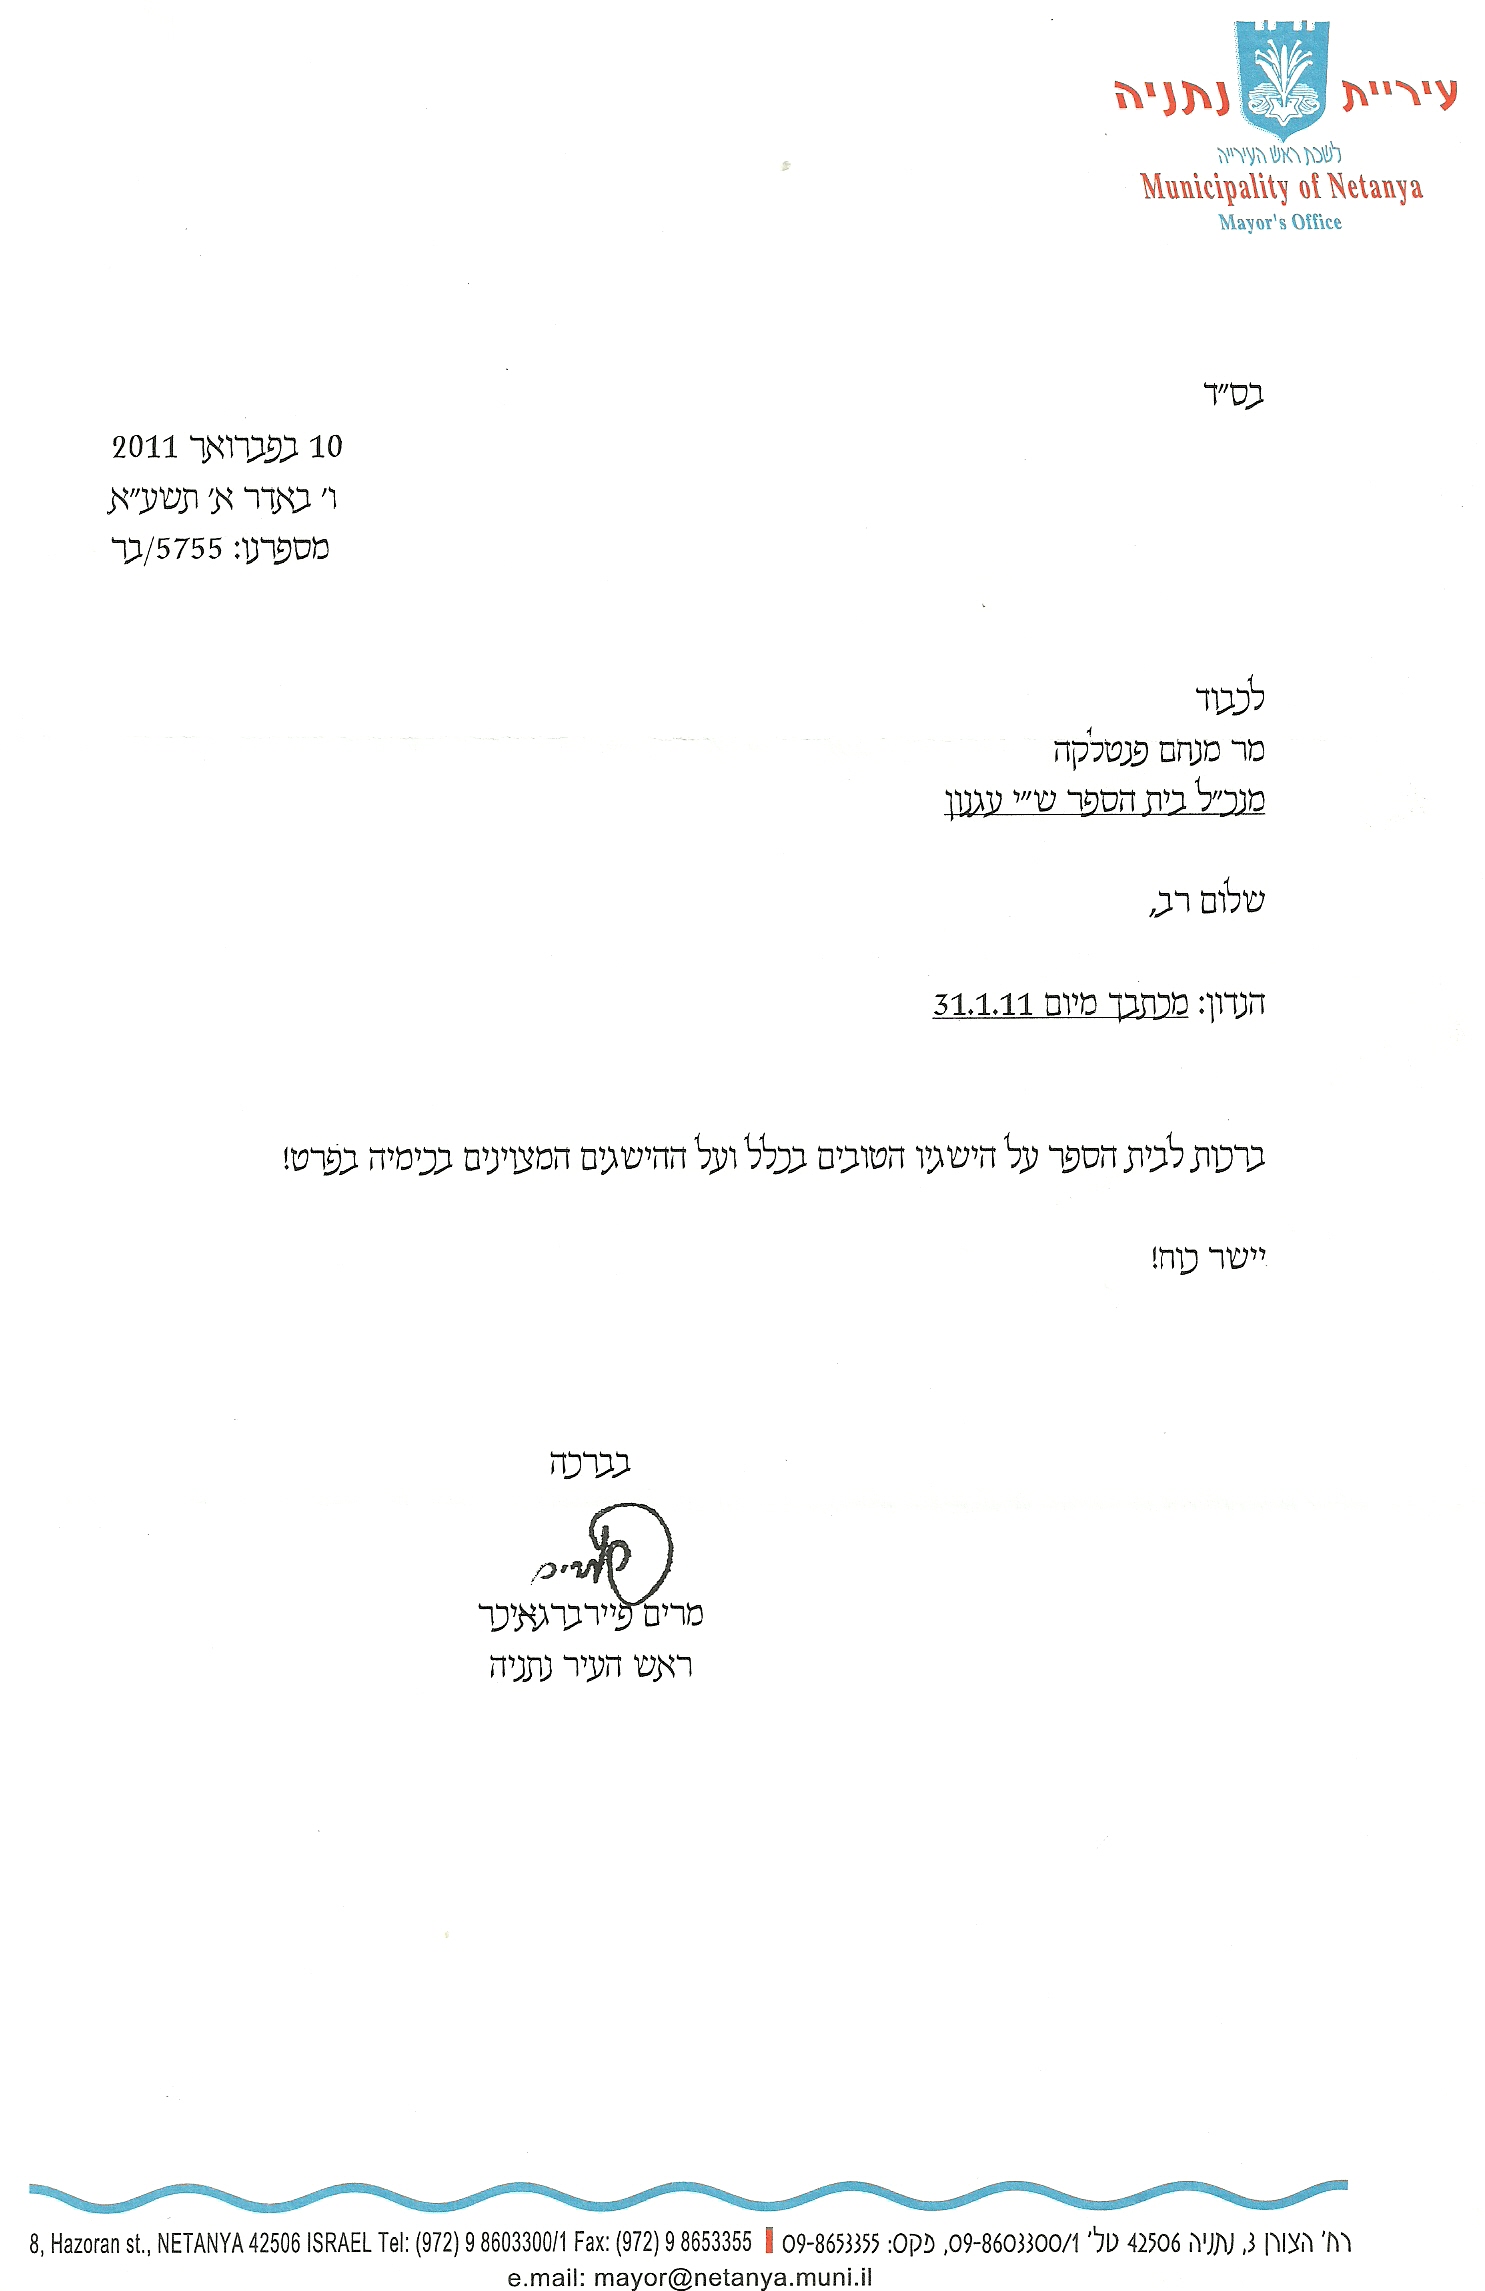 עיריית נתניה
לשכת ראש העירייה
Municipality of Netanya
Mayor's Office
בס״ד
10 בפברואר 2011
ו׳ באדר א׳ תשע״א
מספרנו: 5755/בר
לכבוד
מר מנחם פנטלקה
מנכ״ל בית הספר ש״י עגנון
שלום רב,
הנדון: מכתבך מיום 31.1.11
ברכות לבית הספר על הישגיו הטובים בכלל ועל ההישגים המצוינים בכימיה בפרט!
יישר כוח!
בברכה
מרים פיירברגאיכר
ראש העיר נתניה
רח׳ הצורן 3, נתניה 42506 טל׳ 09-8603300/1, פקס: 09-8653355
8, Hazoran st., NETANYA 42506 ISRAEL Tel: (972) 9 8603300/1 Fax: (972) 9 8653355
e.mail: mayor@netanya.muni.il